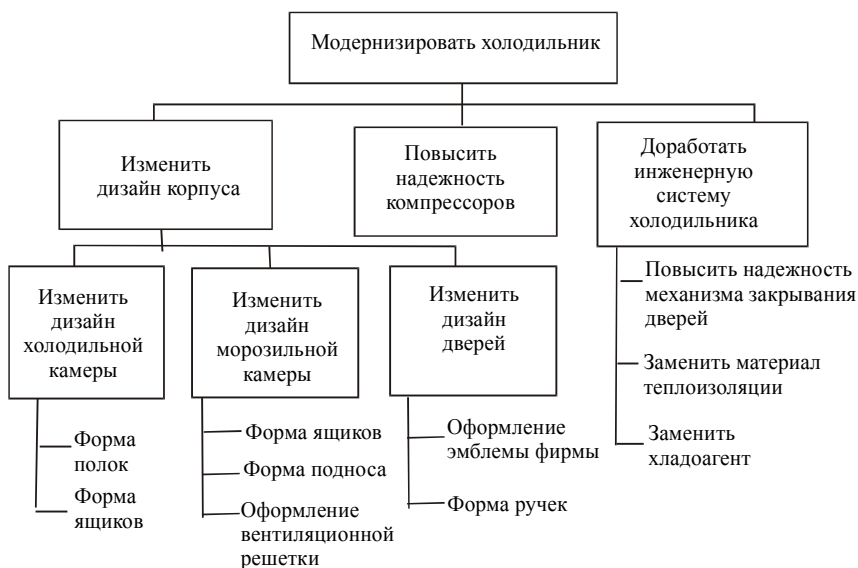 Модернизировать холодильник
Изменить
дизайн корпуса
Повысить
надежность
компрессоров
Доработать
инженерную
систему
холодильника
Изменить
дизайн
холодильной
камеры
Изменить
дизайн
морозильной
камеры
Изменить
дизайн
дверей
Повысить надежность
механизма закрывания
дверей
Заменить материал
теплоизоляции
Заменить
хладоагент
Форма
полок
Форма
ящиков
Форма ящиков
Форма подноса
Оформление
вентиляционной
решетки
Оформление
эмблемы фирмы
Форма ручек